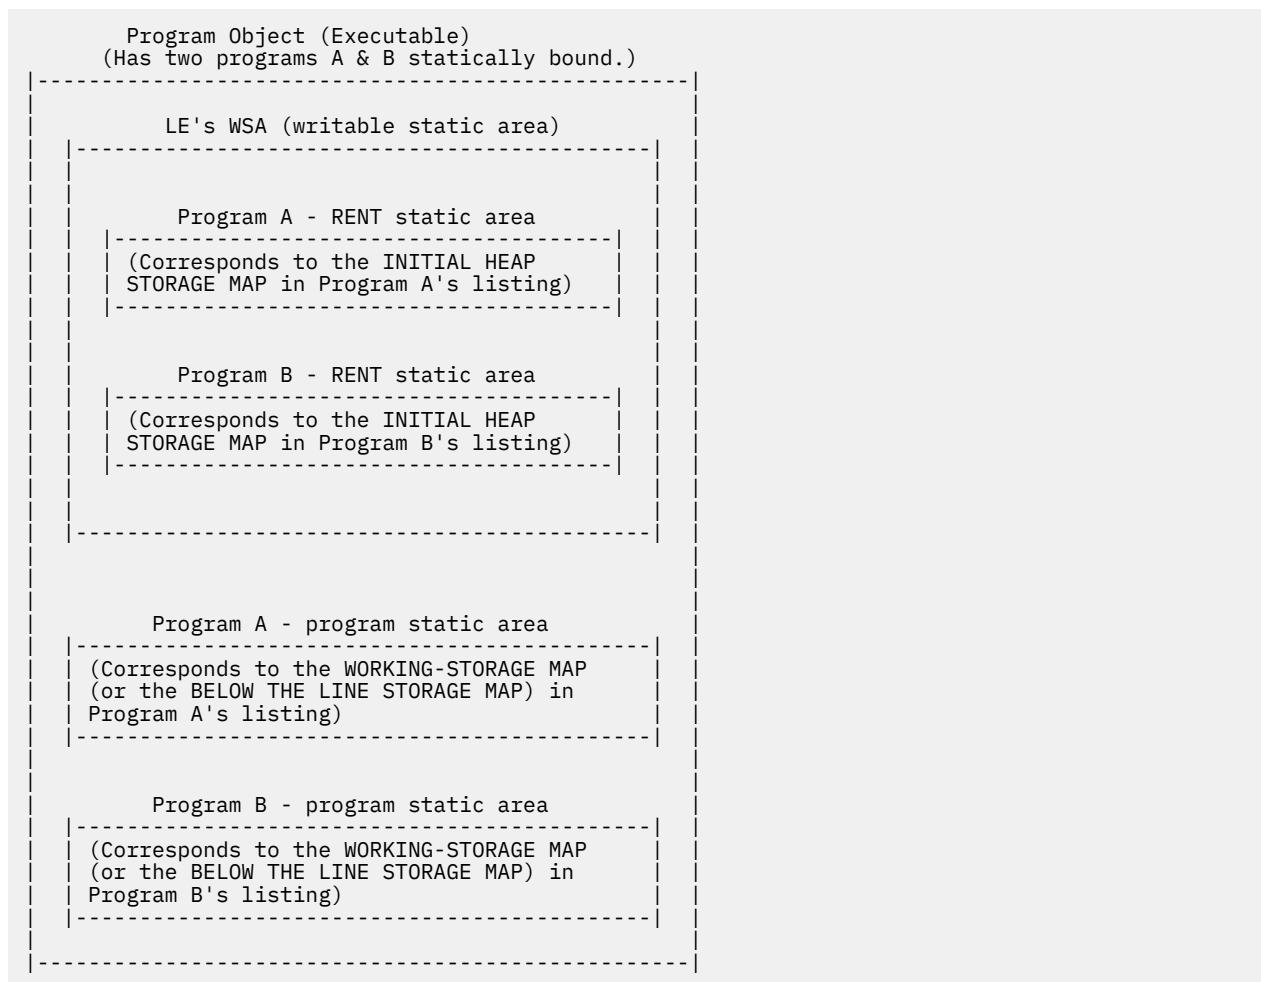 Program Object (Executable)
(Has two programs A & B statically bound.)
LE's WSA (writable static area)
Program A - RENT static area
(Corresponds to the INITIAL HEAP
STORAGE MAP in Program A's listing)
Program B - RENT static area
(Corresponds to the INITIAL HEAP
STORAGE MAP in Program B's listing)
Program A - program static area
(Corresponds to the WORKING-STORAGE MAP
(or the BELOW THE LINE STORAGE MAP) in
Program A's listing)
Program B - program static area
(Corresponds to the WORKING-STORAGE MAP
(or the BELOW THE LINE STORAGE MAP) in
Program B's listing)